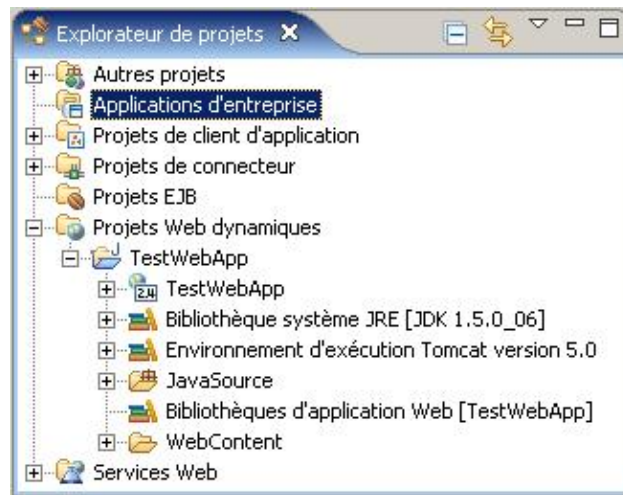 Explorateur de projets
Autres projets
Applications d'entreprise
Projets de client d'application
Projets de connecteur
Projets EJB
Projets Web dynamiques
TestWebApp
2.4 TestWebApp
Bibliothèque système JRE [JDK 1.5.0_06]
Environnement d'exécution Tomcat version 5.0
JavaSource
Bibliothèques d'application Web [TestWebApp]
WebContent
Services Web